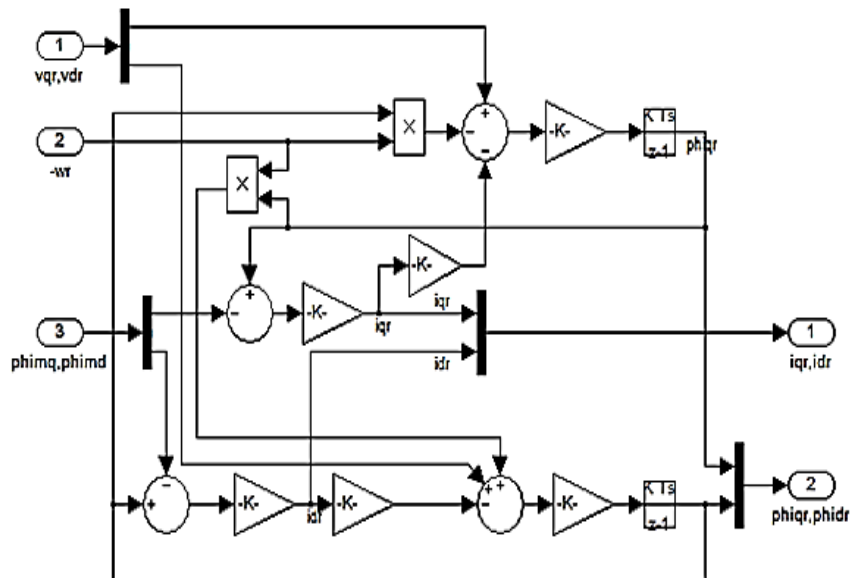 1
vqr,vdr
2
-wr
3
phimq,phimd
X
X
+
-
-
-K-
K Ts
z-1
phiqr
+
-
-K-
iqr
-K-
iqr
idr
1
iqr,idr
-
+
-K-
idr
-K-
+
+
-
-K-
K Ts
z-1
2
phiqr,phidr